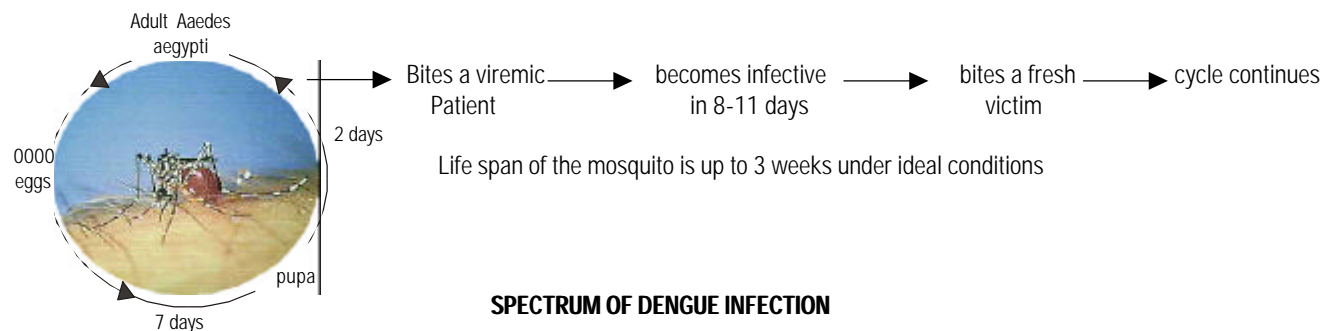 Adult Aaedes
aegypti
Bites a viremic
Patient
becomes infective
in 8-11 days
bites a fresh
victim
cycle continues
2 days
0000
eggs
Life span of the mosquito is up to 3 weeks under ideal conditions
pupa
7 days
SPECTRUM OF DENGUE INFECTION